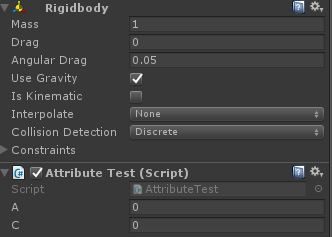 Rigidbody
Mass 1
Drag 0
Angular Drag 0.05
Use Gravity
Is Kinematic
Interpolate None
Collision Detection Discrete
Constraints
Attribute Test (Script)
Script AttributeTest
A 0
C 0